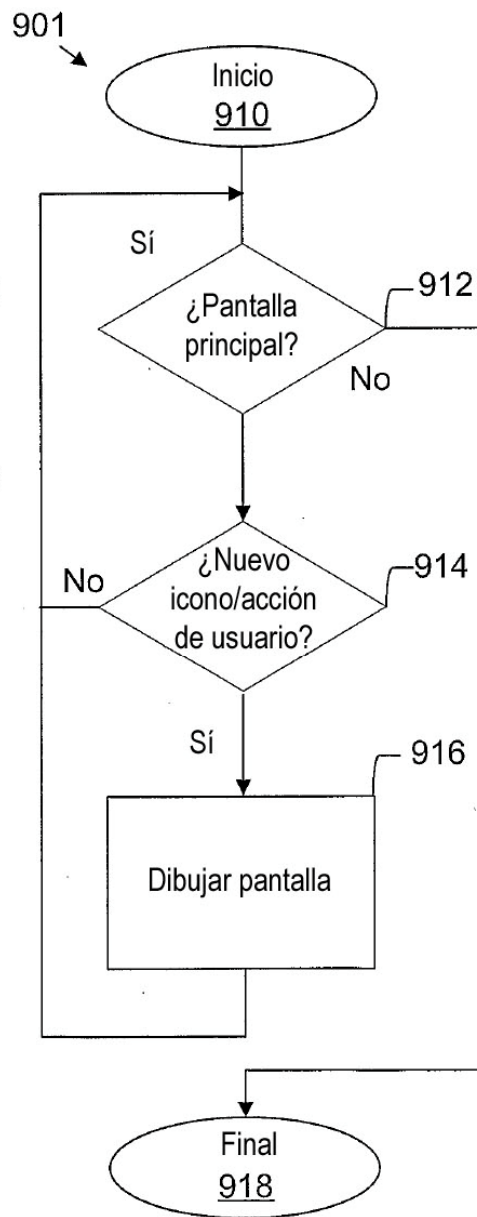 901
Inicio
910
Sí
¿Pantalla
principal?
912
No
¿Nuevo
icono/acción
de usuario?
914
No
Sí
916
Dibujar pantalla
Final
918